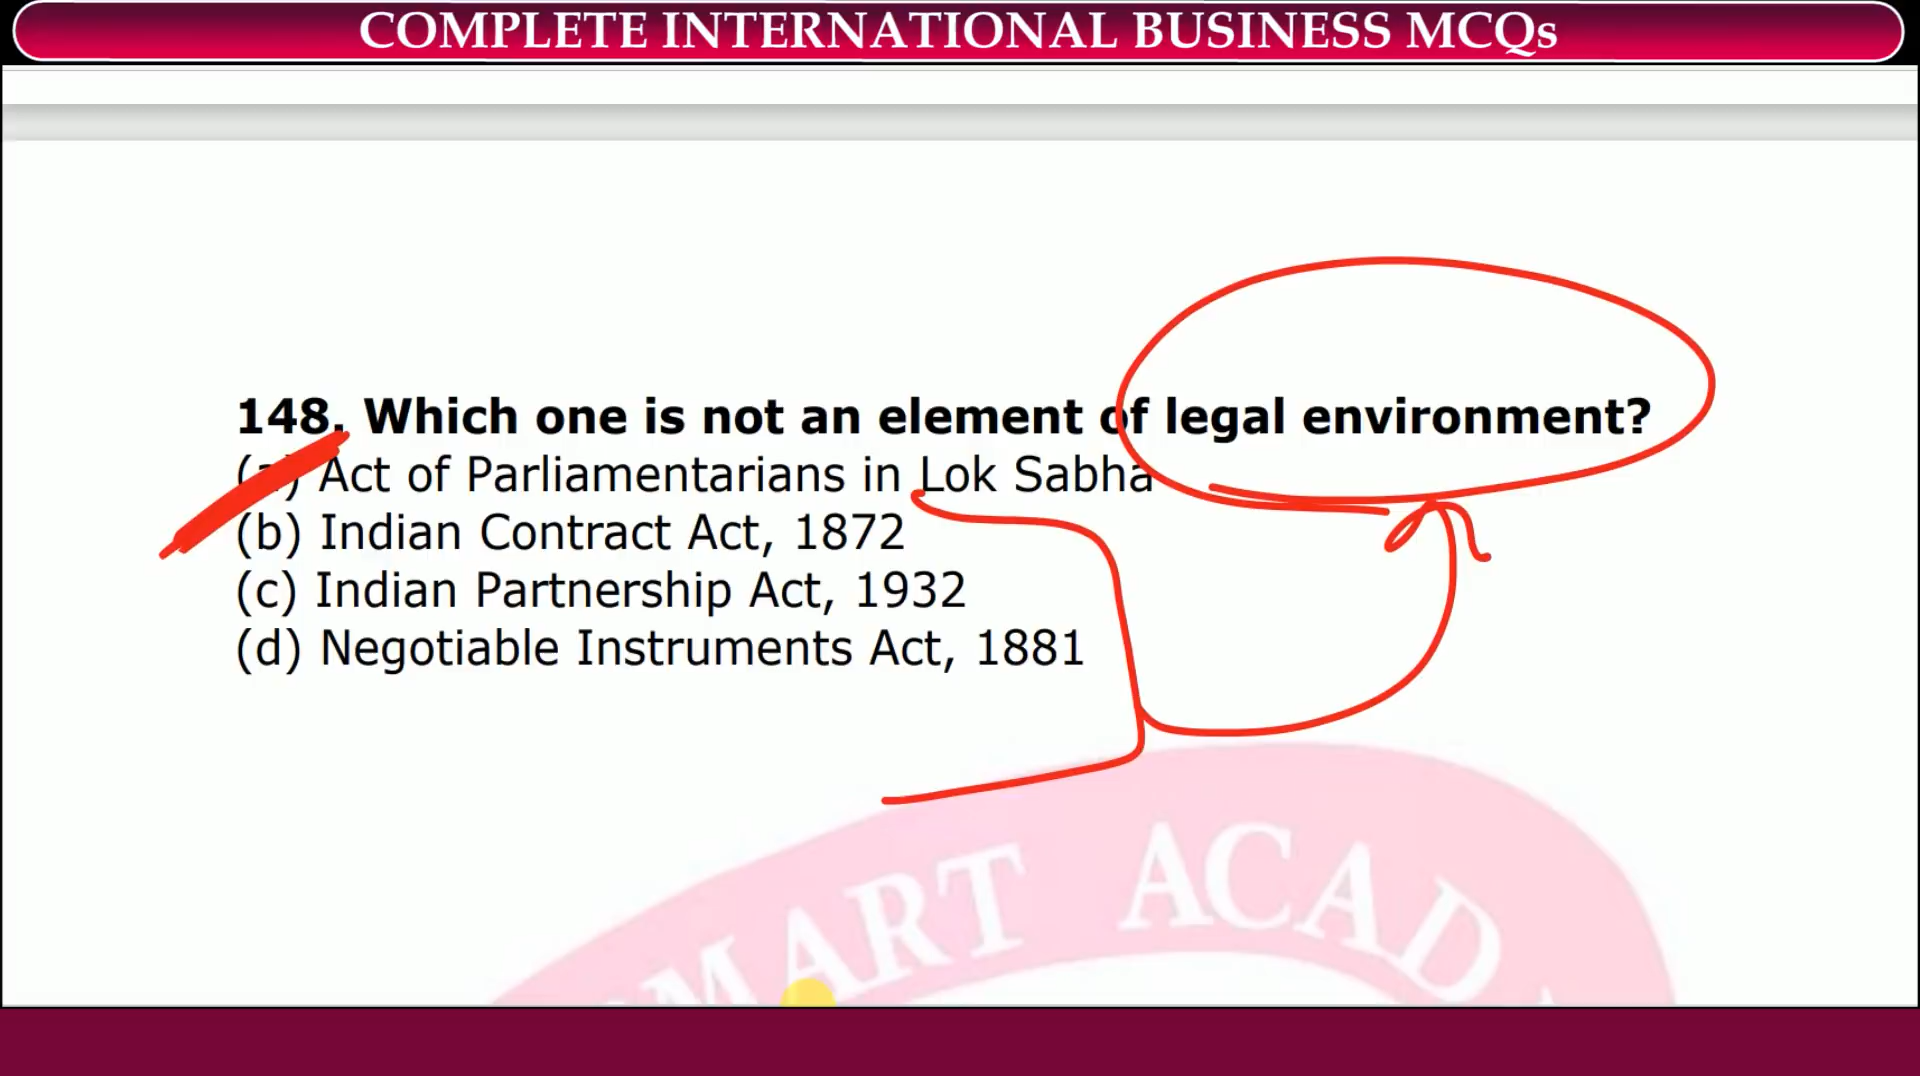 COMPLETE INTERNATIONAL BUSINESS MCQs
148. Which one is not an element of legal environment?
(a) Act of Parliamentarians in Lok Sabha
(b) Indian Contract Act, 1872
(c) Indian Partnership Act, 1932
(d) Negotiable Instruments Act, 1881
SMART ACAD